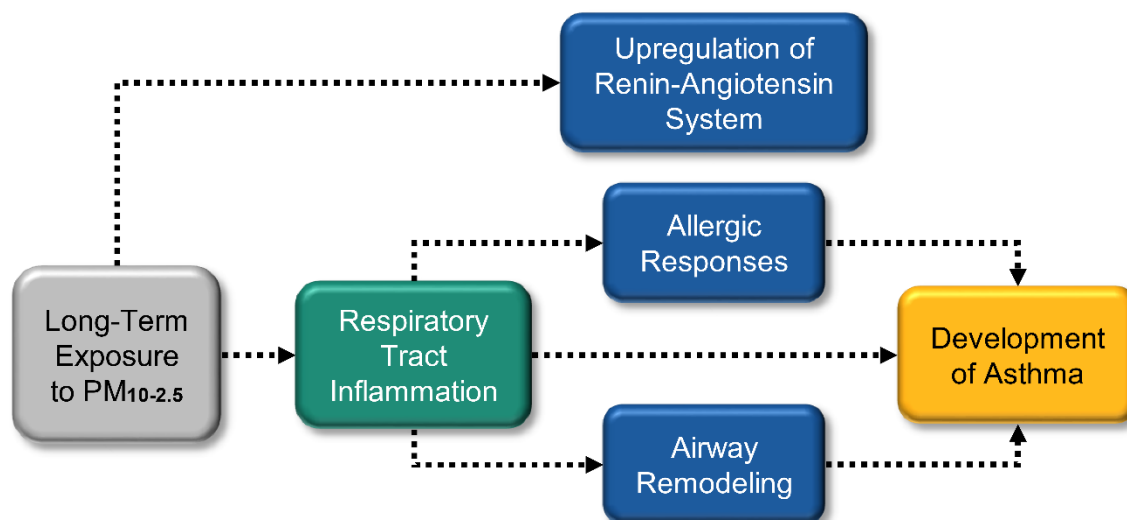 Upregulation of
Renin-Angiotensin
System
Allergic
Responses
Long-Term
Exposure
to PM10-2.5
Respiratory
Tract
Inflammation
Development
of Asthma
Airway
Remodeling